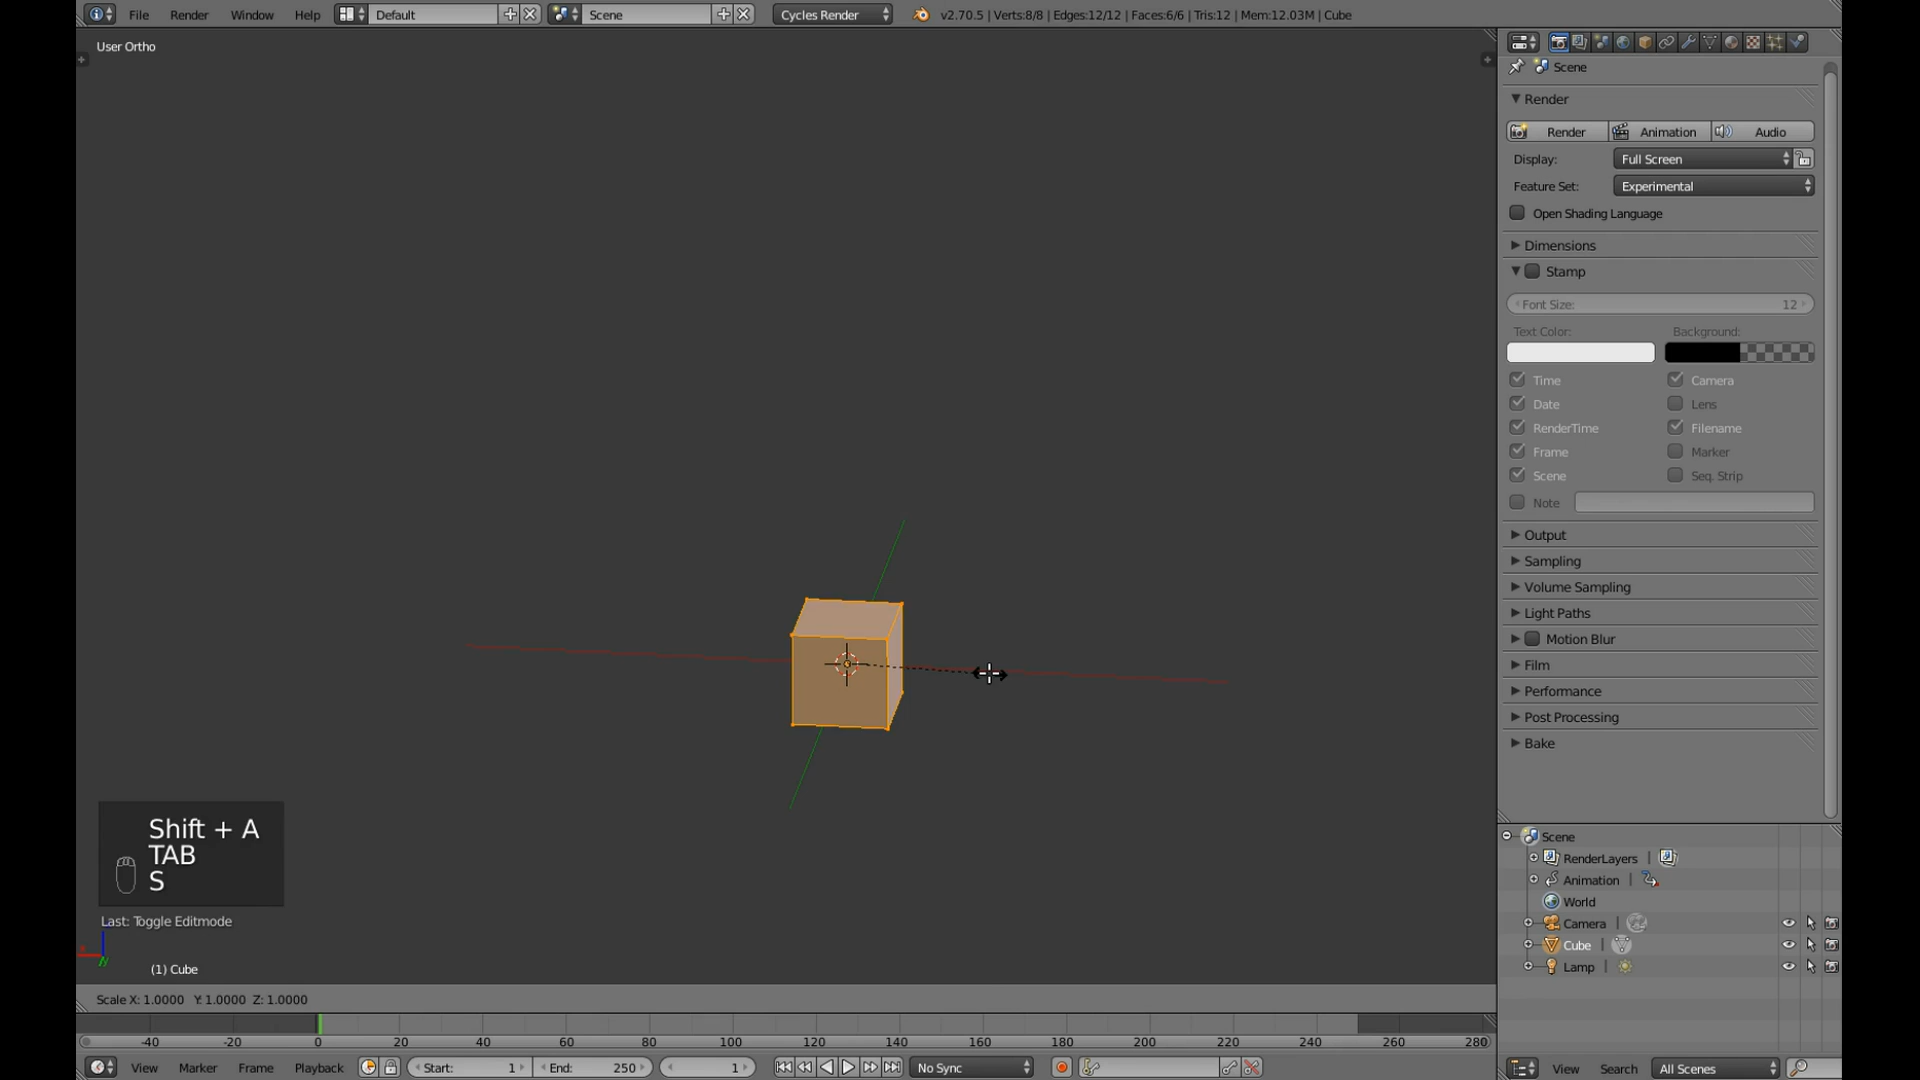 File Render Window Help Default Scene Cycles Render v2.70.5 | Verts:8/8 | Edges:12/12 | Faces:6/6 | Tris:12 | Mem:12.03M | Cube
User Ortho
Scene
Render
Render Animation Audio
Display: Full Screen
Feature Set: Experimental
Open Shading Language
Dimensions
Stamp
Font Size: 12
Text Color: Background:
Time Camera
Date Lens
RenderTime Filename
Frame Marker
Scene Seq. Strip
Note
Output
Sampling
Volume Sampling
Light Paths
Motion Blur
Film
Performance
Post Processing
Bake
Shift + A
TAB
S
Last: Toggle Editmode
(1) Cube
Scale X: 1.0000 Y: 1.0000 Z: 1.0000
Scene
RenderLayers
Animation
World
Camera
Cube
Lamp
-40 -20 0 20 40 60 80 100 120 140 160 180 200 220 240 260 280
View Marker Frame Playback Start: 1 End: 250 1 No Sync
View Search All Scenes